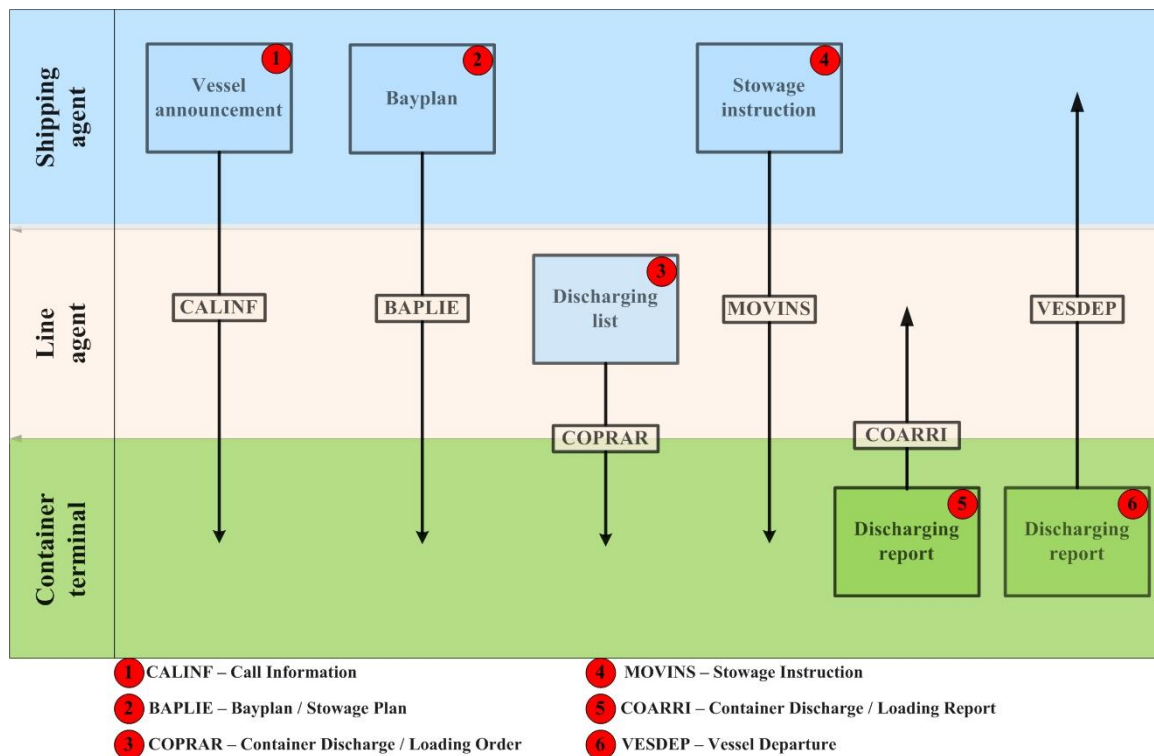 Shipping
agent
1
Vessel
announcement
2
Bayplan
4
Stowage
instruction
Line
agent
CALINF
BAPLIE
3
Discharging
list
MOVINS
VESDEP
COPRAR
COARRI
Container
terminal
5
Discharging
report
6
Discharging
report
1 CALINF – Call Information
2 BAPLIE – Bayplan / Stowage Plan
3 COPRAR – Container Discharge / Loading Order
4 MOVINS – Stowage Instruction
5 COARRI – Container Discharge / Loading Report
6 VESDEP – Vessel Departure